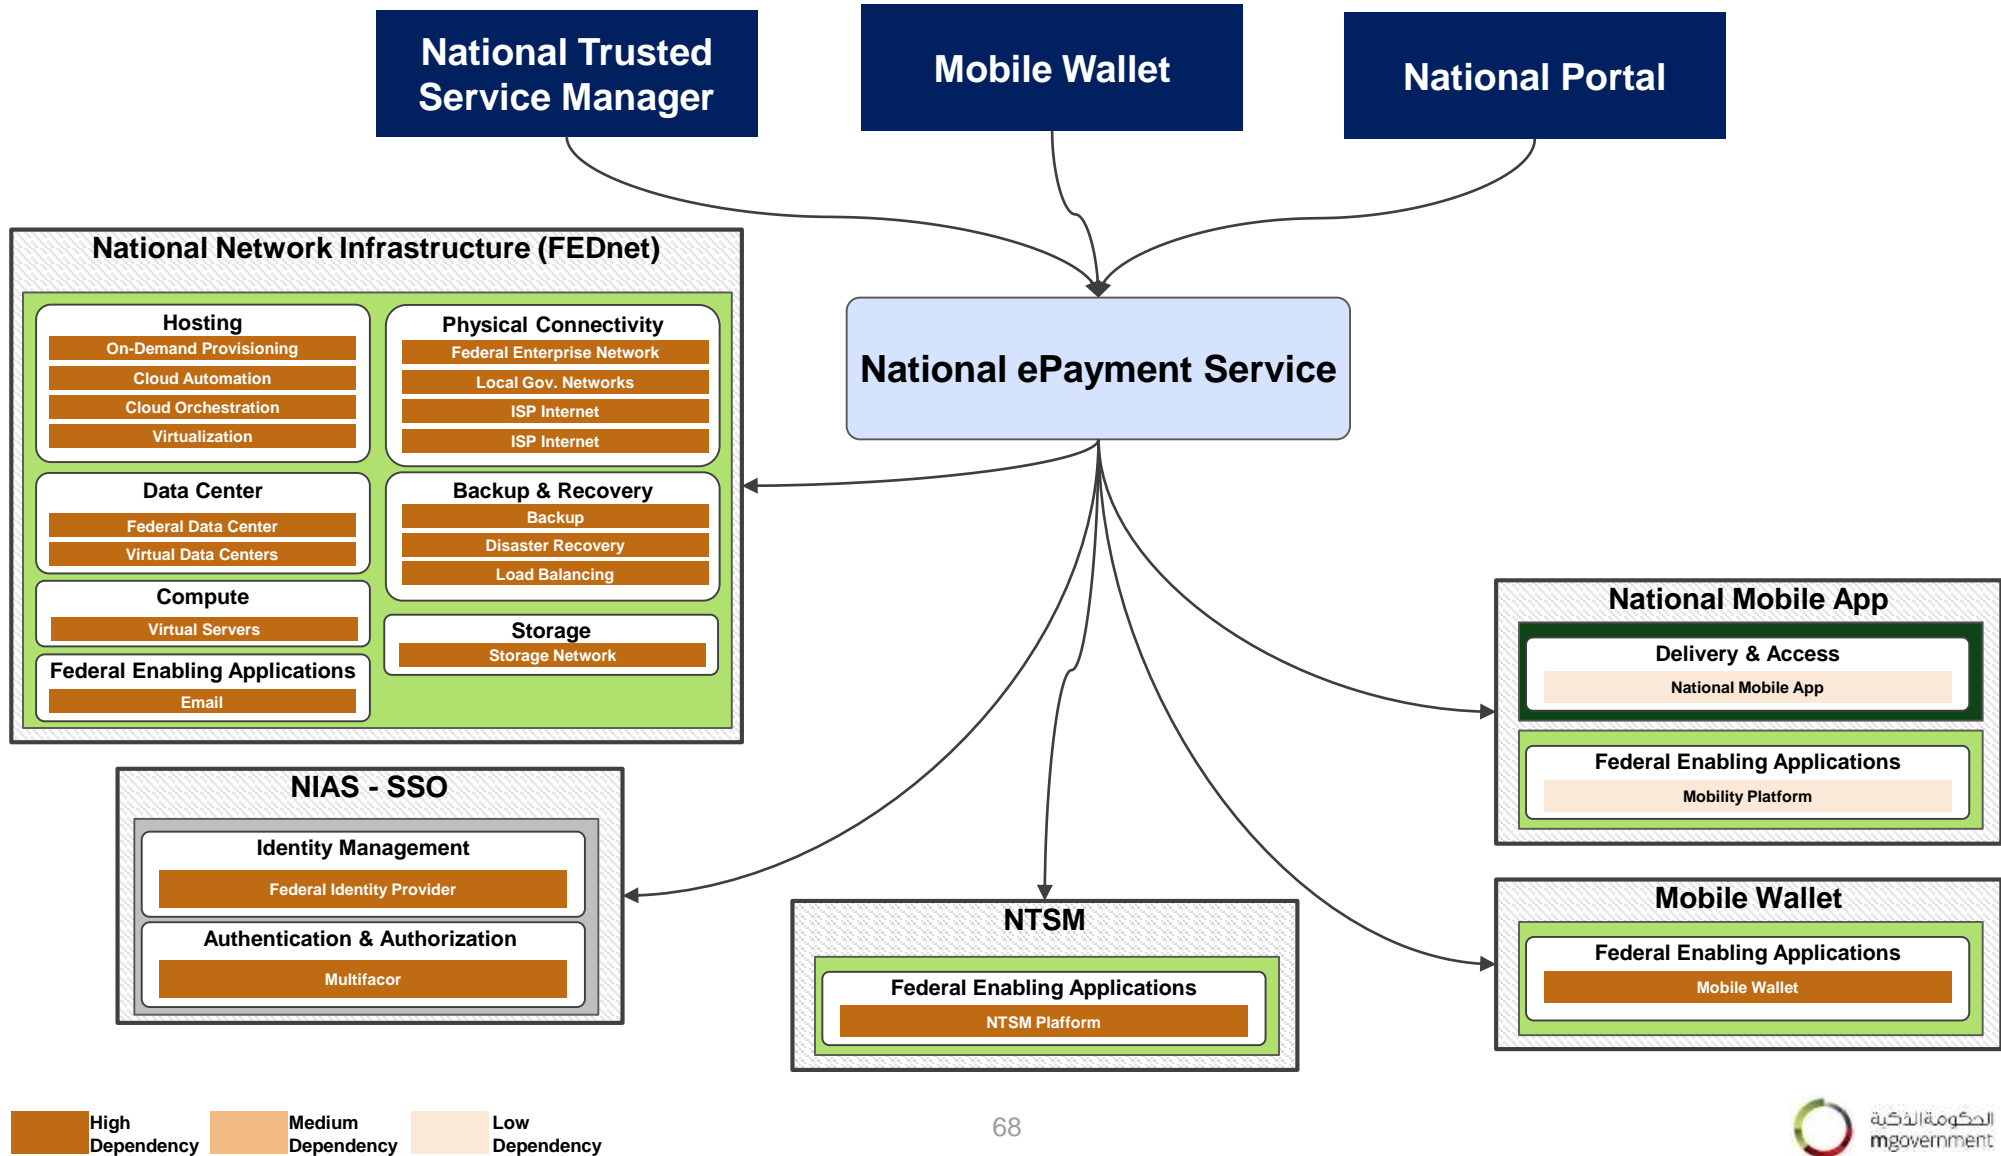 National Trusted
Service Manager
Mobile Wallet
National Portal
National Network Infrastructure (FEDnet)
Hosting
On-Demand Provisioning
Cloud Automation
Cloud Orchestration
Virtualization
Physical Connectivity
Federal Enterprise Network
Local Gov. Networks
ISP Internet
ISP Internet
Data Center
Federal Data Center
Virtual Data Centers
Backup & Recovery
Backup
Disaster Recovery
Load Balancing
Compute
Virtual Servers
Storage
Storage Network
Federal Enabling Applications
Email
National ePayment Service
National Mobile App
Delivery & Access
National Mobile App
Federal Enabling Applications
Mobility Platform
NIAS - SSO
Identity Management
Federal Identity Provider
Authentication & Authorization
Multifacor
NTSM
Federal Enabling Applications
NTSM Plafform
Mobile Wallet
Federal Enabling Applications
Mobile Wallet
High
Dependency
Medium
Dependency
Low
Dependency
68
الحكومة الذكية
mgovernment